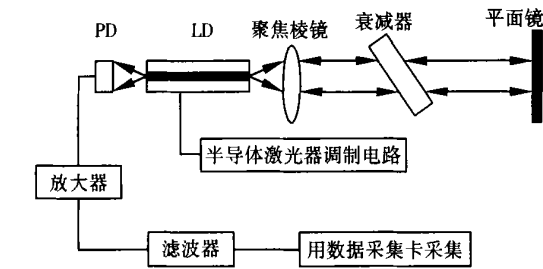 PD
LD
聚焦棱镜
衰减器
平面镜
半导体激光器调制电路
放大器
滤波器
用数据采集卡采集